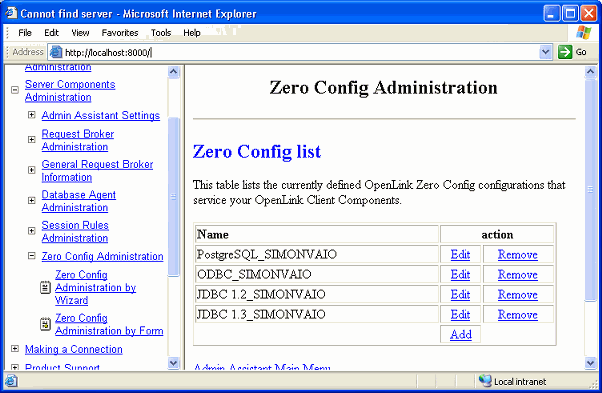 Cannot find server - Microsoft Internet Explorer
File Edit View Favorites Tools Help
Address http://localhost:8000/ Go
Administration
Server Components
Administration
Admin Assistant Settings
Request Broker
Administration
General Request Broker
Information
Database Agent
Administration
Session Rules
Administration
Zero Config Administration
Zero Config
Administration by
Wizard
Zero Config
Administration by Form
Making a Connection
Product Support
Zero Config Administration
Zero Config list
This table lists the currently defined OpenLink Zero Config configurations that
service your OpenLink Client Components.
Name action
PostgreSQL_SIMONVAIO Edit Remove
ODBC_SIMONVAIO Edit Remove
JDBC 1.2_SIMONVAIO Edit Remove
JDBC 1.3_SIMONVAIO Edit Remove
Add
Admin Assistant Main Menu
Local intranet